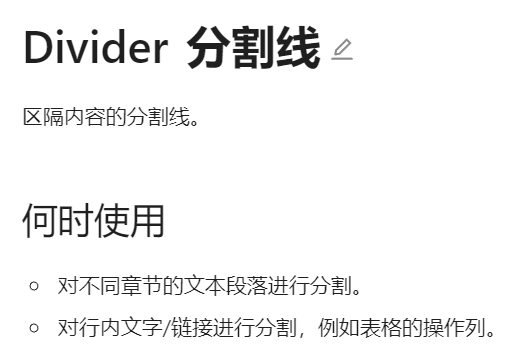 Divider 分割线
区隔内容的分割线。
何时使用
对不同章节的文本段落进行分割。
对行内文字/链接进行分割，例如表格的操作列。